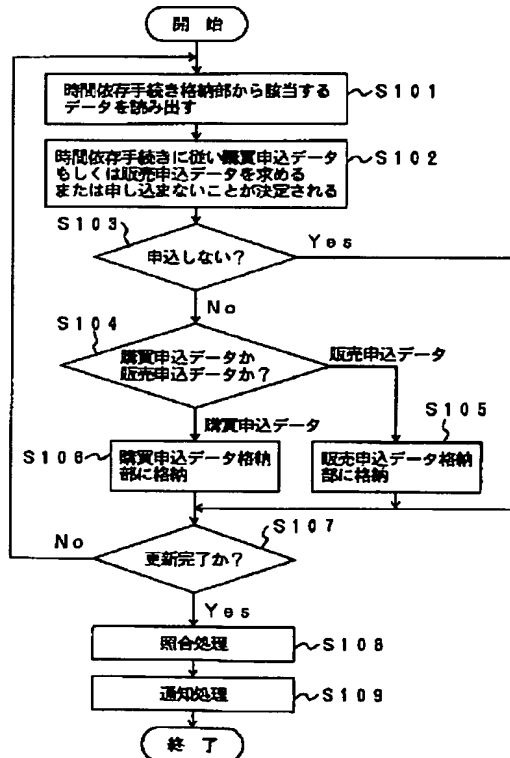 開 始
時間依存手続き格納部から該当する
データを読み出す
S101
時間依存手続きに従い購買申込データ
もしくは販売申込データを求める
または申し込まないことが決定される
S102
S103
申込しない?
Yes
No
S104
購買申込データか
販売申込データか?
販売申込データ
購買申込データ
S105
S106
購買申込データ格納
部に格納
販売申込データ格納
部に格納
S107
No
更新完了か?
Yes
照合処理
S108
通知処理
S109
終 了